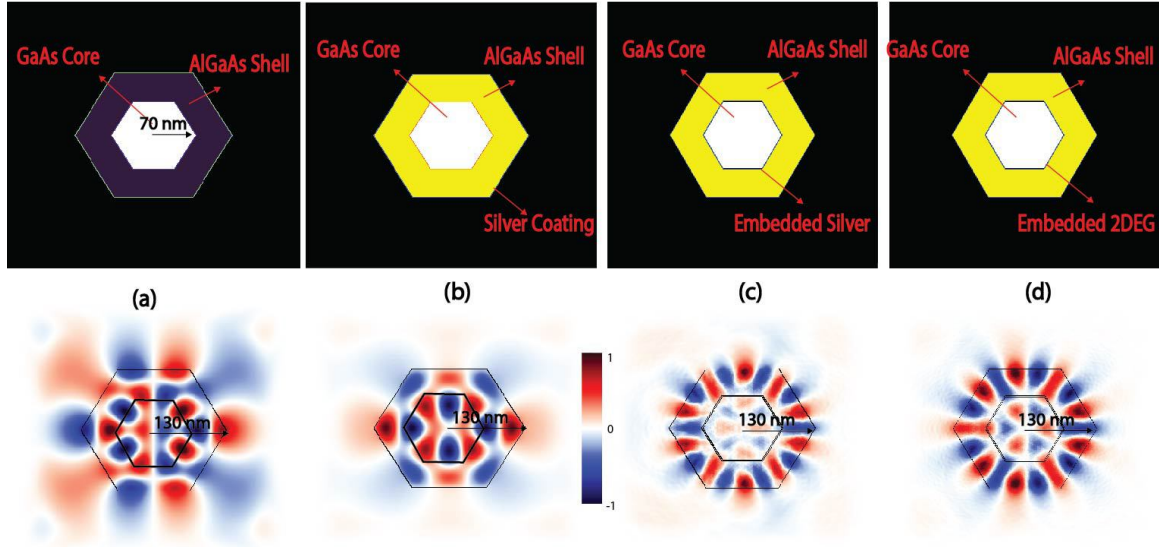 GaAs Core
AlGaAs Shell
70 nm
GaAs Core
AlGaAs Shell
Silver Coating
GaAs Core
AlGaAs Shell
Embedded Silver
GaAs Core
AlGaAs Shell
Embedded 2DEG
(a)
(b)
(c)
(d)
130 nm
130 nm
1
0
-1
130 nm
130 nm